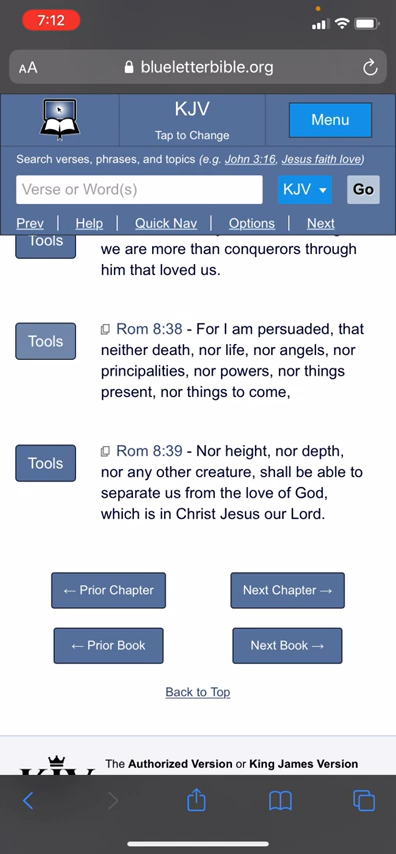 7:12
AA blueletterbible.org
KJV
Tap to Change
Menu
Search verses, phrases, and topics (e.g. John 3:16, Jesus faith love)
Verse or Word(s)
KJV
Go
Prev | Help | Quick Nav | Options | Next
Tools
we are more than conquerors through
him that loved us.
Tools
Rom 8:38 - For I am persuaded, that
neither death, nor life, nor angels, nor
principalities, nor powers, nor things
present, nor things to come,
Tools
Rom 8:39 - Nor height, nor depth,
nor any other creature, shall be able to
separate us from the love of God,
which is in Christ Jesus our Lord.
← Prior Chapter
Next Chapter →
← Prior Book
Next Book →
Back to Top
KJV
The Authorized Version or King James Version